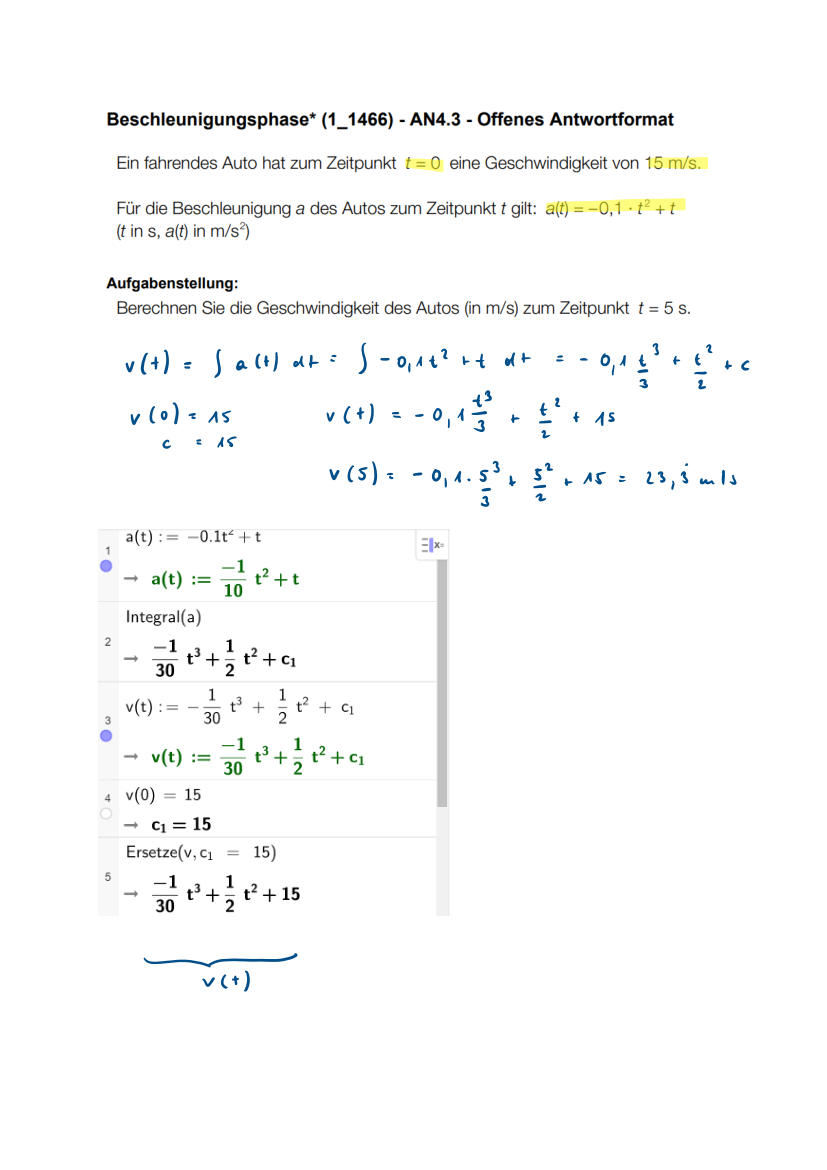 Beschleunigungsphase* (1_1466) - AN4.3 - Offenes Antwortformat
Ein fahrendes Auto hat zum Zeitpunkt t = 0 eine Geschwindigkeit von 15 m/s.
Für die Beschleunigung a des Autos zum Zeitpunkt t gilt: a(t) = −0,1 · t² + t
(t in s, a(t) in m/s²)
Aufgabenstellung:
Berechnen Sie die Geschwindigkeit des Autos (in m/s) zum Zeitpunkt t = 5 s.
v(t) = ∫ a(t) dt = ∫ −0,1t² + t dt = −0,1 t³/3 + t²/2 + c
v(0) = 15 v(t) = −0,1 t³/3 + t²/2 + 15
c = 15
v(5) = −0,1 · 5³/3 + 5²/2 + 15 = 23,3̇ m/s
1 a(t) := −0.1t² + t
→ a(t) := −1/10 t² + t
2 Integral(a)
→ −1/30 t³ + 1/2 t² + c₁
3 v(t) := −1/30 t³ + 1/2 t² + c₁
→ v(t) := −1/30 t³ + 1/2 t² + c₁
4 v(0) = 15
→ c₁ = 15
5 Ersetze(v, c₁ = 15)
→ −1/30 t³ + 1/2 t² + 15
v(t)